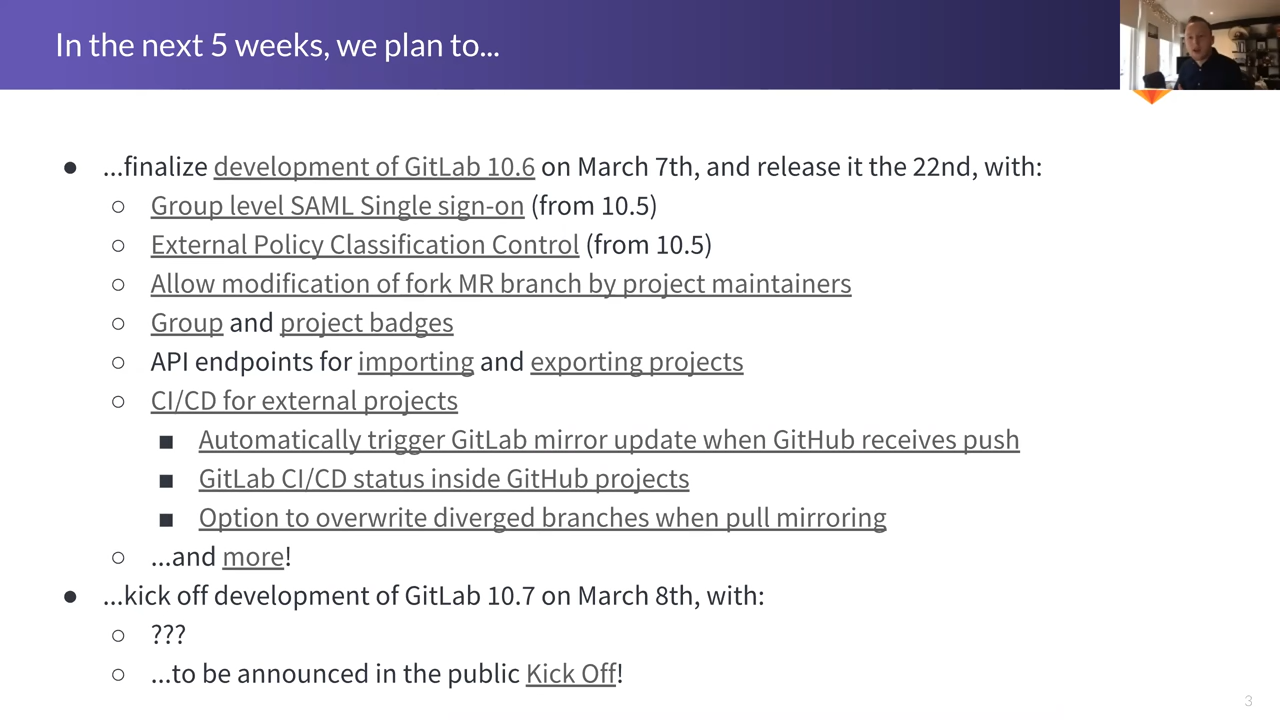 In the next 5 weeks, we plan to...
● ...finalize development of GitLab 10.6 on March 7th, and release it the 22nd, with:
○ Group level SAML Single sign-on (from 10.5)
○ External Policy Classification Control (from 10.5)
○ Allow modification of fork MR branch by project maintainers
○ Group and project badges
○ API endpoints for importing and exporting projects
○ CI/CD for external projects
■ Automatically trigger GitLab mirror update when GitHub receives push
■ GitLab CI/CD status inside GitHub projects
■ Option to overwrite diverged branches when pull mirroring
○ ...and more!
● ...kick off development of GitLab 10.7 on March 8th, with:
○ ???
○ ...to be announced in the public Kick Off!
3